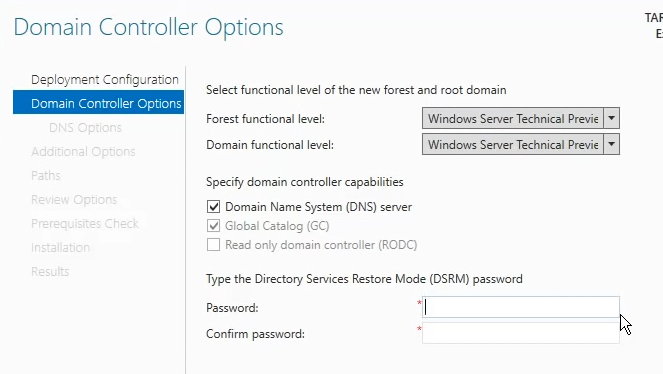 Domain Controller Options
TAR
Deployment Configuration
Domain Controller Options
DNS Options
Additional Options
Paths
Review Options
Prerequisites Check
Installation
Results
Select functional level of the new forest and root domain
Forest functional level:
Windows Server Technical Previe
Domain functional level:
Windows Server Technical Previe
Specify domain controller capabilities
Domain Name System (DNS) server
Global Catalog (GC)
Read only domain controller (RODC)
Type the Directory Services Restore Mode (DSRM) password
Password:
*
Confirm password:
*